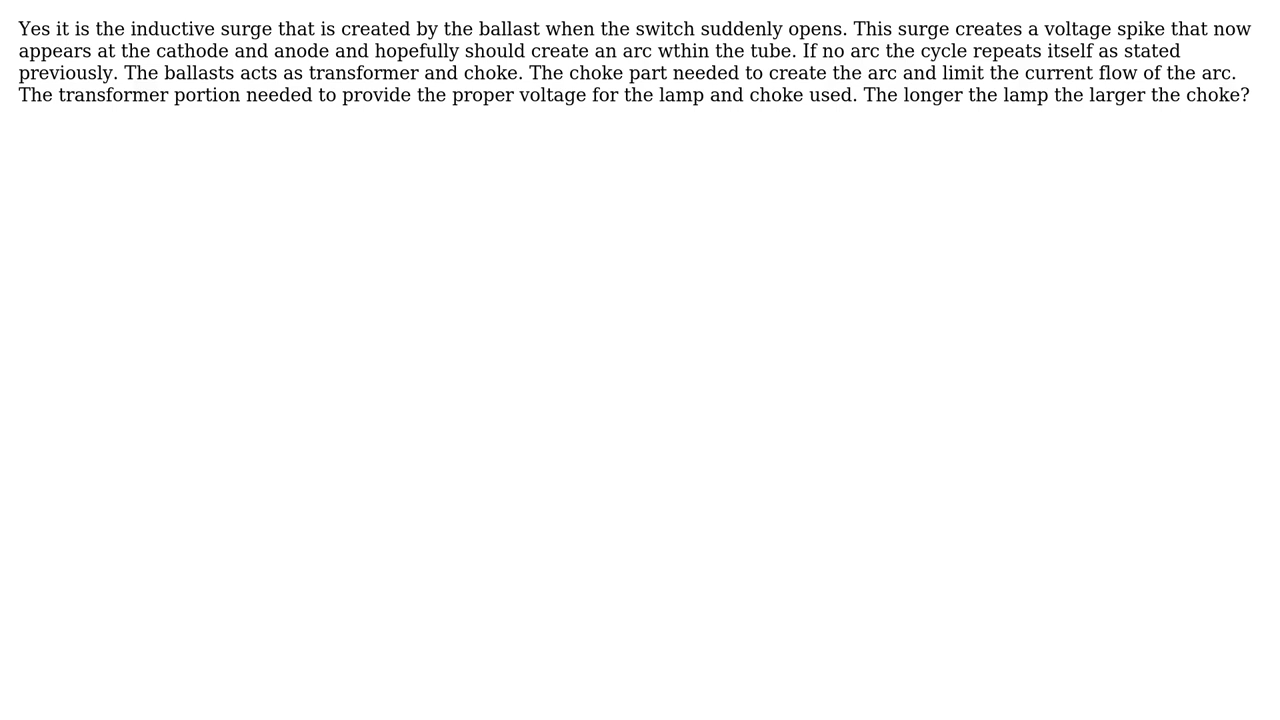 Yes it is the inductive surge that is created by the ballast when the switch suddenly opens. This surge creates a voltage spike that now
appears at the cathode and anode and hopefully should create an arc wthin the tube. If no arc the cycle repeats itself as stated
previously. The ballasts acts as transformer and choke. The choke part needed to create the arc and limit the current flow of the arc.
The transformer portion needed to provide the proper voltage for the lamp and choke used. The longer the lamp the larger the choke?